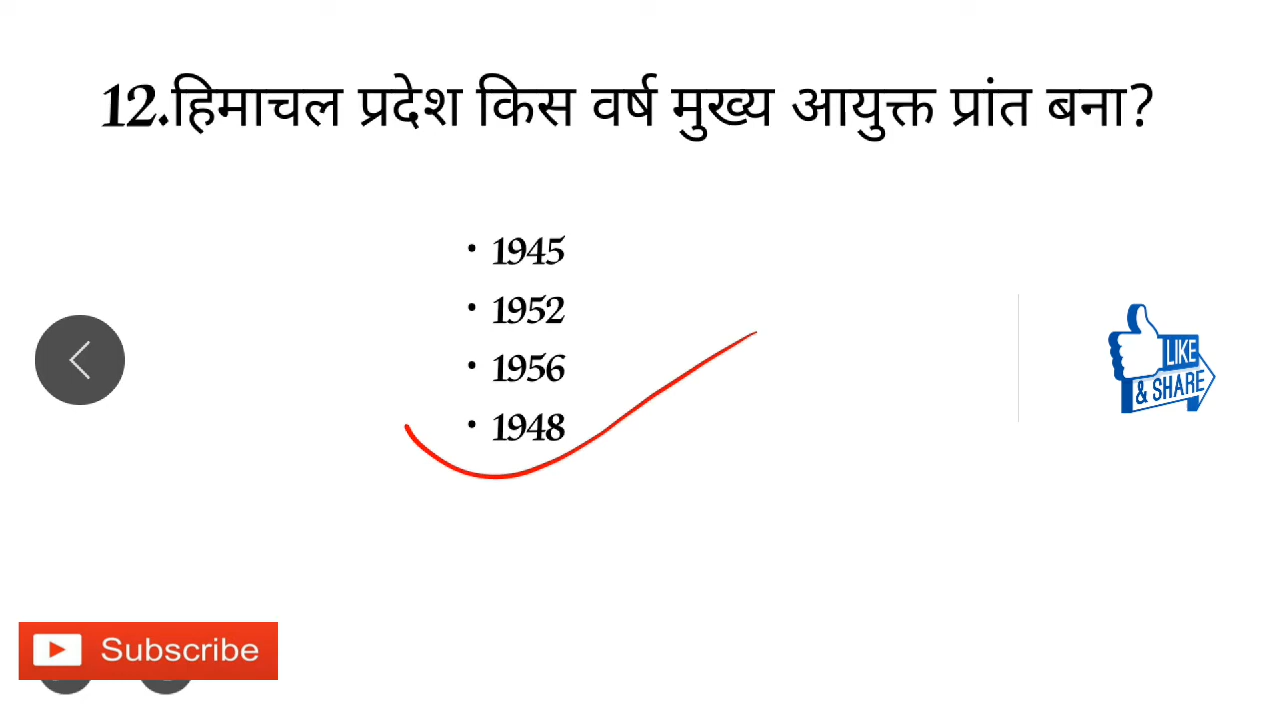 12.हिमाचल प्रदेश किस वर्ष मुख्य आयुक्त प्रांत बना?
• 1945
• 1952
• 1956
• 1948
LIKE
& SHARE
Subscribe